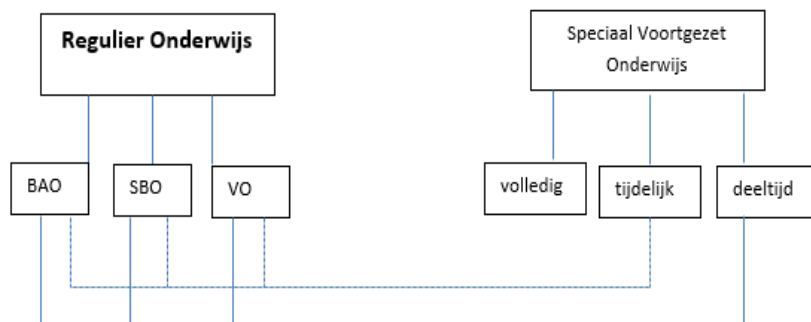 Regulier Onderwijs
Speciaal Voortgezet
Onderwijs
BAO
SBO
VO
volledig
tijdelijk
deeltijd